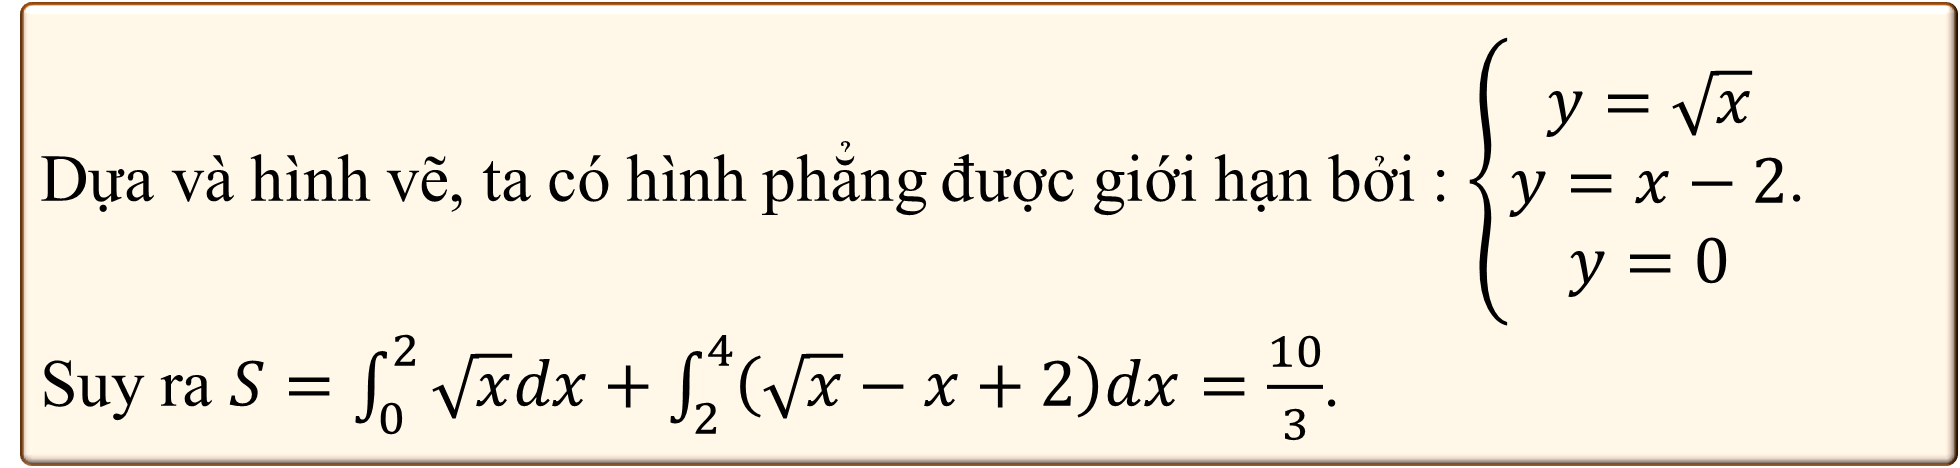 Dựa và hình vẽ, ta có hình phẳng được giới hạn bởi : { y = √x
y = x − 2.
y = 0
Suy ra S = ∫₀² √x dx + ∫₂⁴ (√x − x + 2)dx = 10/3.